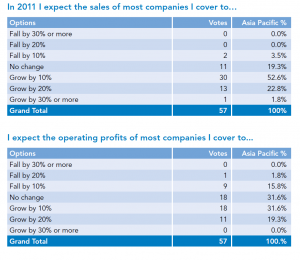 In 2011 I expect the sales of most companies I cover to…
Options Votes Asia Pacific %
Fall by 30% or more 0 0.0%
Fall by 20% 0 0.0%
Fall by 10% 2 3.5%
No change 11 19.3%
Grow by 10% 30 52.6%
Grow by 20% 13 22.8%
Grow by 30% or more 1 1.8%
Grand Total 57 100%
I expect the operating profits of most companies I cover to...
Options Votes Asia Pacific %
Fall by 30% or more 0 0.0%
Fall by 20% 1 1.8%
Fall by 10% 9 15.8%
No change 18 31.6%
Grow by 10% 18 31.6%
Grow by 20% 11 19.3%
Grow by 30% or more 0 0.0%
Grand Total 57 100.%